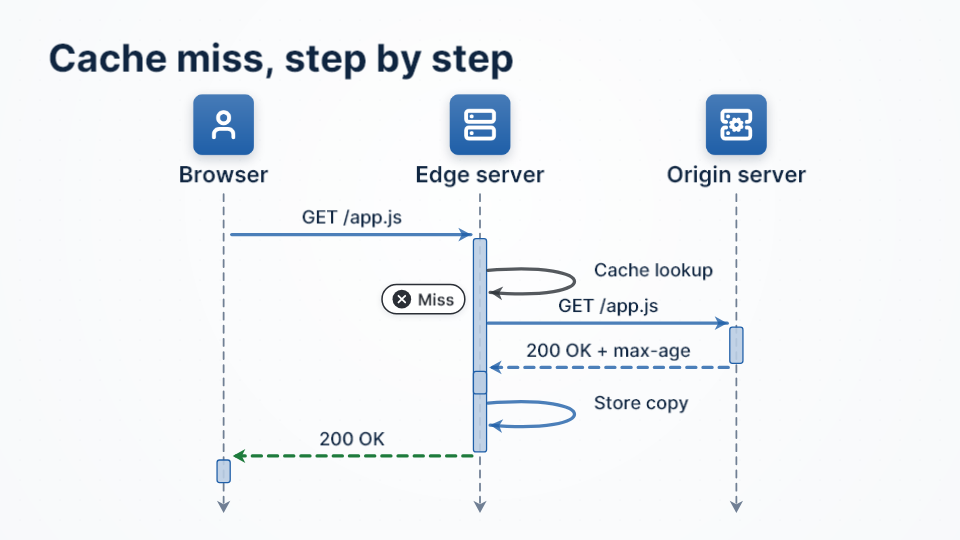 Cache miss, step by step
Browser
Edge server
Origin server
GET /app.js
Cache lookup
Miss
GET /app.js
200 OK + max-age
Store copy
200 OK